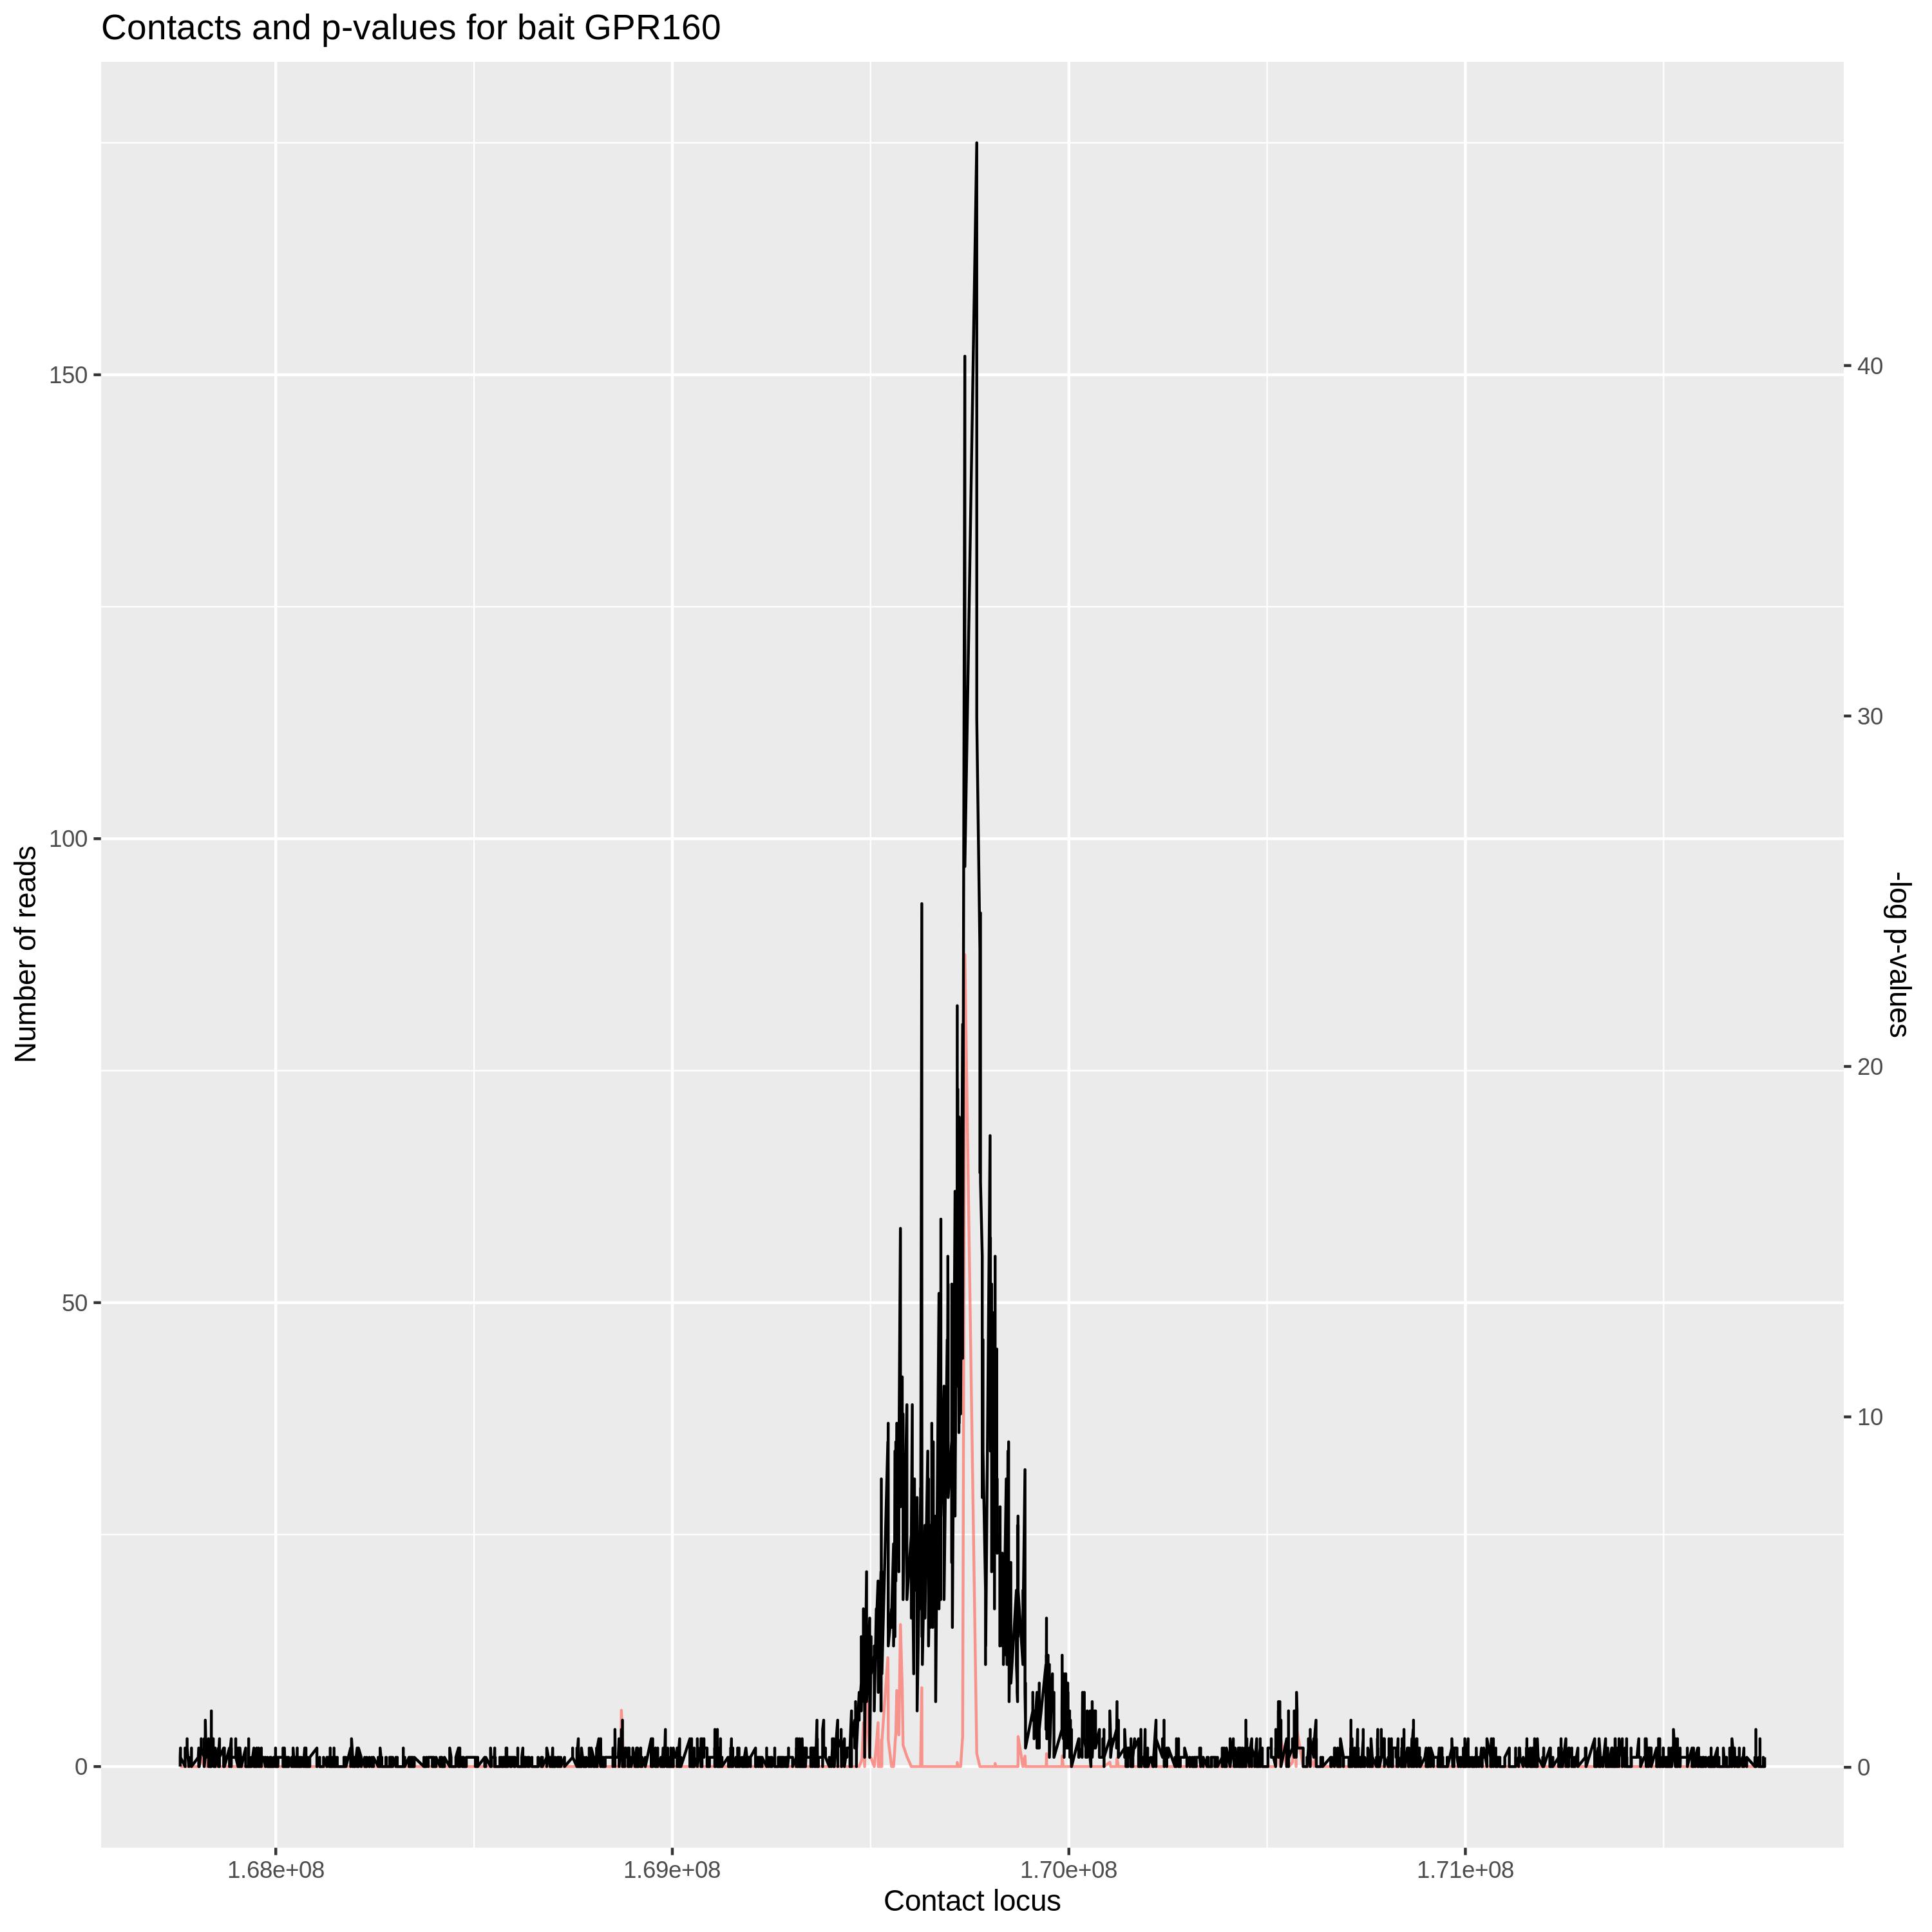 Contacts and p-values for bait GPR160
150
100
50
0
Number of reads
40
30
20
10
0
-log p-values
1.68e+08
1.69e+08
1.70e+08
1.71e+08
Contact locus